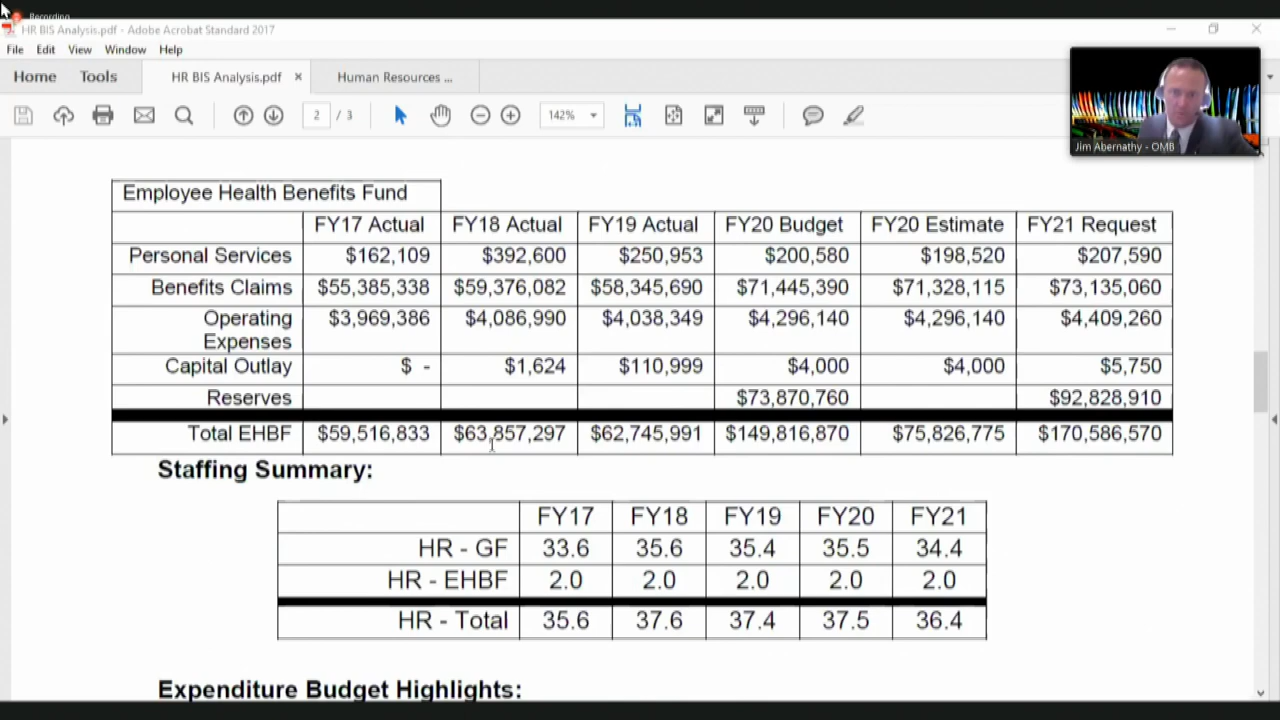 Recording
HR BIS Analysis.pdf - Adobe Acrobat Standard 2017
File Edit View Window Help
Home Tools HR BIS Analysis.pdf × Human Resources ...
2 / 3 142%
Jim Abernathy - OMB
Employee Health Benefits Fund
FY17 Actual FY18 Actual FY19 Actual FY20 Budget FY20 Estimate FY21 Request
Personal Services $162,109 $392,600 $250,953 $200,580 $198,520 $207,590
Benefits Claims $55,385,338 $59,376,082 $58,345,690 $71,445,390 $71,328,115 $73,135,060
Operating $3,969,386 $4,086,990 $4,038,349 $4,296,140 $4,296,140 $4,409,260
Expenses
Capital Outlay $ - $1,624 $110,999 $4,000 $4,000 $5,750
Reserves $73,870,760 $92,828,910
Total EHBF $59,516,833 $63,857,297 $62,745,991 $149,816,870 $75,826,775 $170,586,570
Staffing Summary:
FY17 FY18 FY19 FY20 FY21
HR - GF 33.6 35.6 35.4 35.5 34.4
HR - EHBF 2.0 2.0 2.0 2.0 2.0
HR - Total 35.6 37.6 37.4 37.5 36.4
Expenditure Budget Highlights: